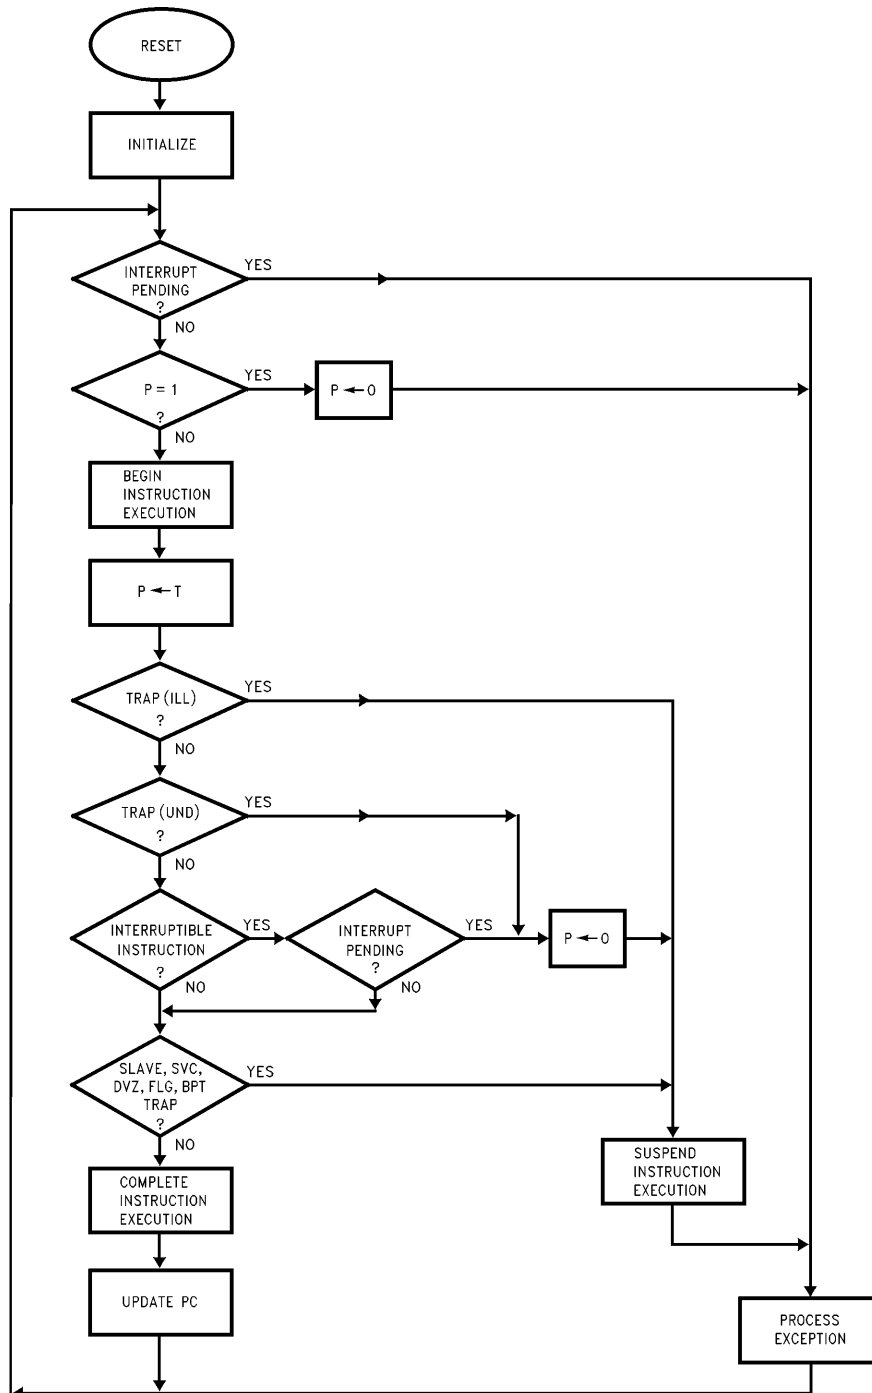 RESET
INITIALIZE
INTERRUPT
PENDING
?
YES
NO
P = 1
?
YES
NO
P ← 0
BEGIN
INSTRUCTION
EXECUTION
P ← T
TRAP (ILL)
?
YES
NO
TRAP (UND)
?
YES
NO
INTERRUPTIBLE
INSTRUCTION
?
YES
NO
INTERRUPT
PENDING
?
YES
NO
P ← 0
SLAVE, SVC,
DVZ, FLG, BPT
TRAP
?
YES
NO
SUSPEND
INSTRUCTION
EXECUTION
COMPLETE
INSTRUCTION
EXECUTION
UPDATE PC
PROCESS
EXCEPTION